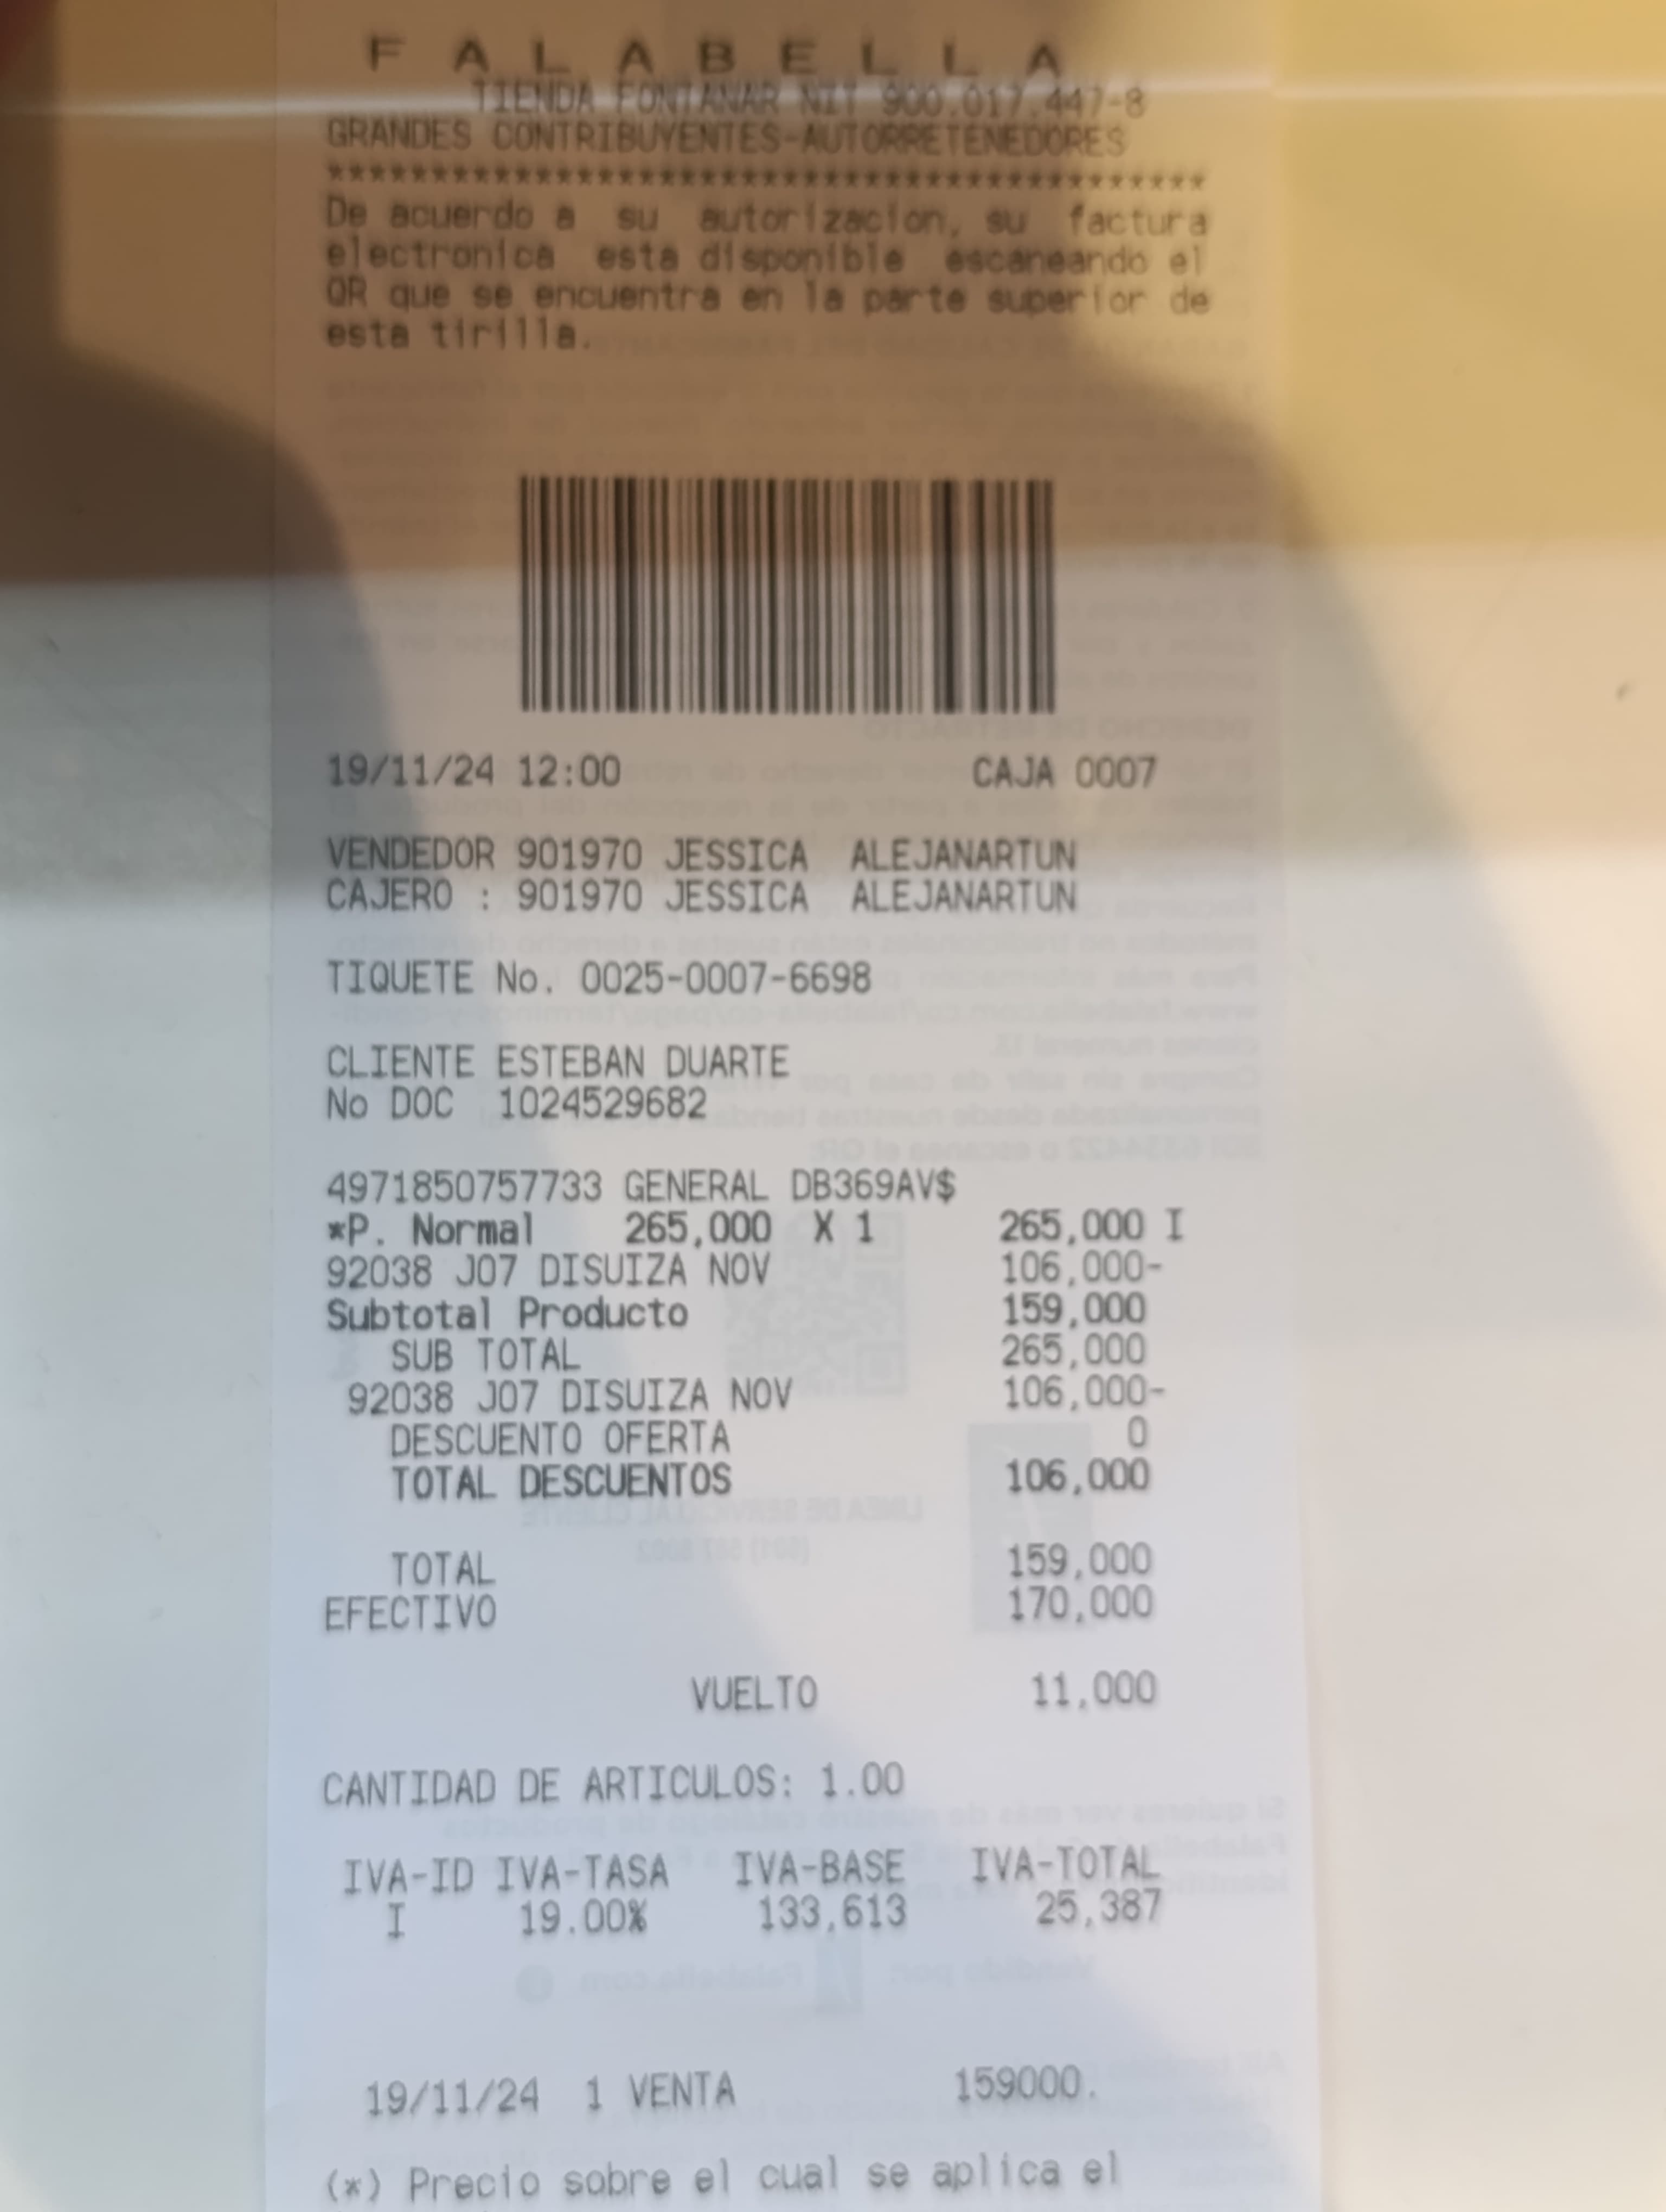 F A L A B E L L A
TIENDA FONTANAR NIT 900.017.447-8
GRANDES CONTRIBUYENTES-AUTORRETENEDORES
******************************************
De acuerdo a su autorizacion, su factura
electronica esta disponible escaneando el
QR que se encuentra en la parte superior de
esta tirilla.
19/11/24 12:00 CAJA 0007
VENDEDOR 901970 JESSICA ALEJANARTUN
CAJERO : 901970 JESSICA ALEJANARTUN
TIQUETE No. 0025-0007-6698
CLIENTE ESTEBAN DUARTE
No DOC 1024529682
4971850757733 GENERAL DB369AV$
*P. Normal 265,000 X 1 265,000 I
92038 J07 DISUIZA NOV 106,000-
Subtotal Producto 159,000
SUB TOTAL 265,000
92038 J07 DISUIZA NOV 106,000-
DESCUENTO OFERTA 0
TOTAL DESCUENTOS 106,000
TOTAL 159,000
EFECTIVO 170,000
VUELTO 11,000
CANTIDAD DE ARTICULOS: 1.00
IVA-ID IVA-TASA IVA-BASE IVA-TOTAL
I 19.00% 133,613 25,387
19/11/24 1 VENTA 159000.
(*) Precio sobre el cual se aplica el